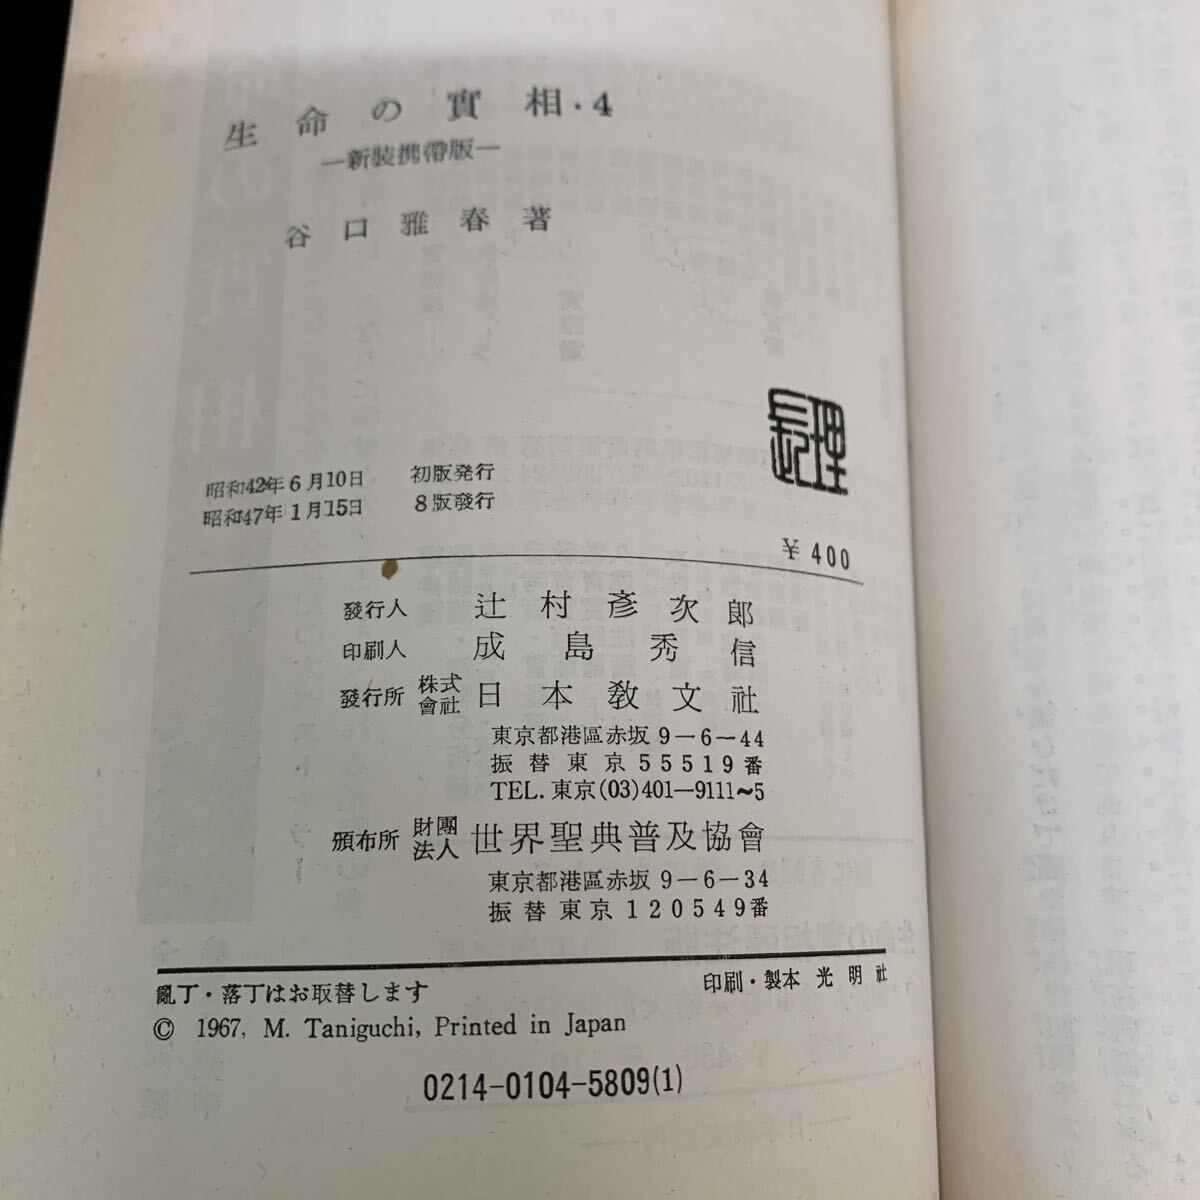 生命の實相・4
―新裝携帶版―
谷口雅春著
昭和42年6月10日 初版発行
昭和47年1月15日 8版發行
¥400
發行人 辻村彥次郎
印刷人 成島秀信
發行所 株式會社 日本敎文社
東京都港區赤坂9－6－44
振替東京55519番
TEL. 東京(03)401―9111～5
頒布所 財團法人 世界聖典普及協會
東京都港區赤坂9－6－34
振替東京120549番
亂丁・落丁はお取替します
印刷・製本 光明社
© 1967, M. Taniguchi, Printed in Japan
0214-0104-5809(1)